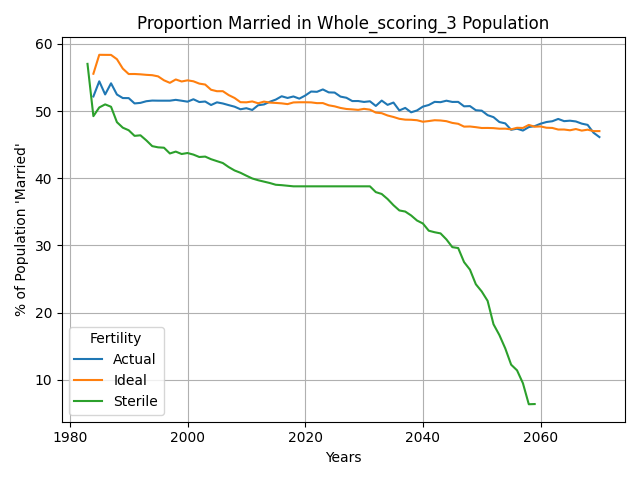 Proportion Married in Whole_scoring_3 Population
% of Population 'Married'
60
50
40
30
20
10
Fertility
Actual
Ideal
Sterile
1980
2000
2020
2040
2060
Years